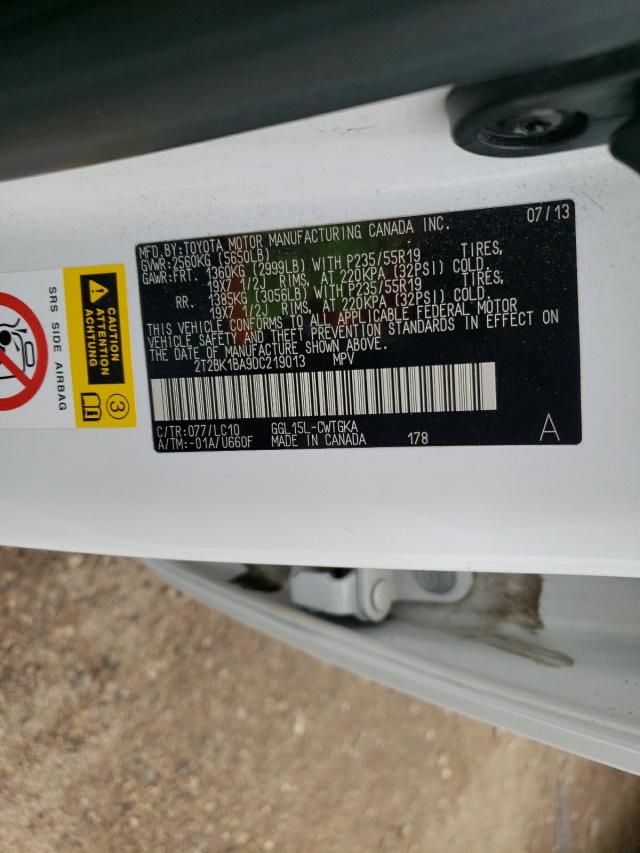 MFD.BY:TOYOTA MOTOR MANUFACTURING CANADA INC. 07/13
GVWR:2560KG (5650LB)
GAWR:FRT. 1360KG (2999LB) WITH P235/55R19 TIRES,
19X7 1/2J RIMS, AT 220KPA (32PSI) COLD.
RR. 1385KG (3056LB) WITH P235/55R19 TIRES,
19X7 1/2J RIMS, AT 220KPA (32PSI) COLD.
THIS VEHICLE CONFORMS TO ALL APPLICABLE FEDERAL MOTOR
VEHICLE SAFETY AND THEFT PREVENTION STANDARDS IN EFFECT ON
THE DATE OF MANUFACTURE SHOWN ABOVE.
2T2BK1BA9DC219013 MPV
C/TR:077/LC10 GGL15L-CWTGKA
A/TM:-01A/U660F MADE IN CANADA 178 A
CAUTION
ATTENTION
ACHTUNG
3
SRS SIDE AIRBAG